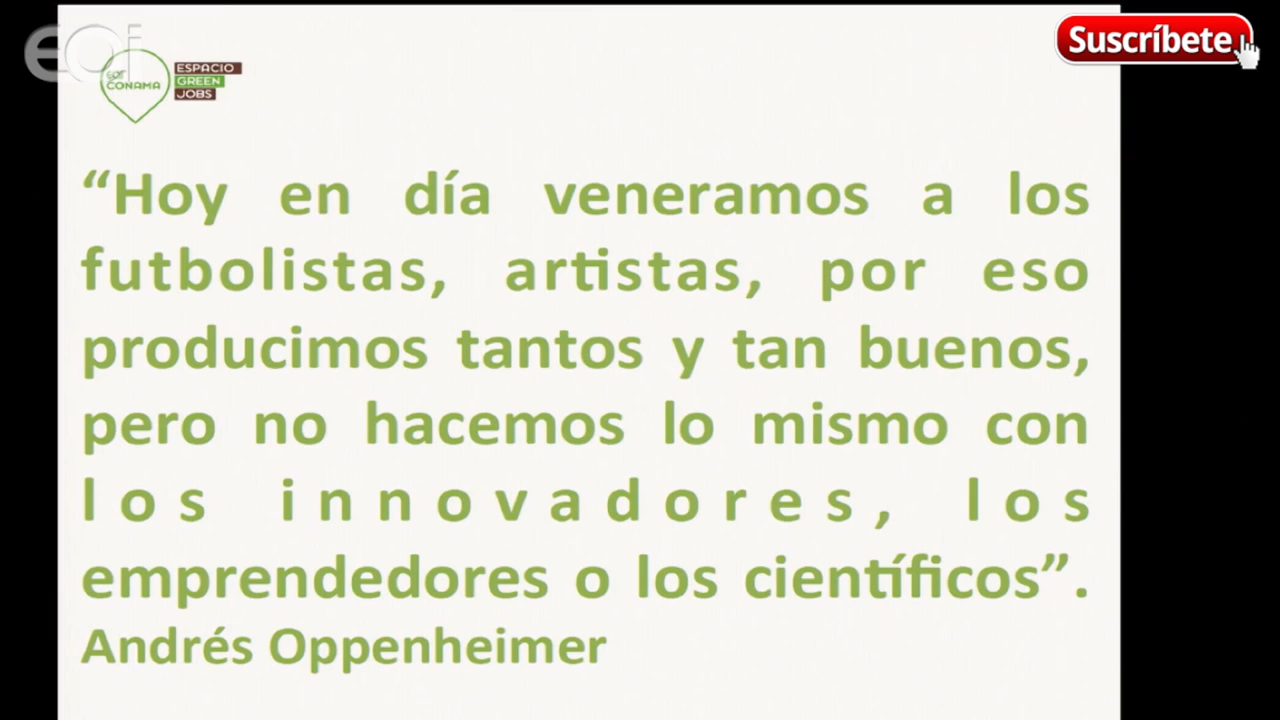 eoi
Suscríbete
eoi
CONAMA
ESPACIO
GREEN
JOBS
“Hoy en día veneramos a los
futbolistas, artistas, por eso
producimos tantos y tan buenos,
pero no hacemos lo mismo con
los innovadores, los
emprendedores o los científicos”.
Andrés Oppenheimer